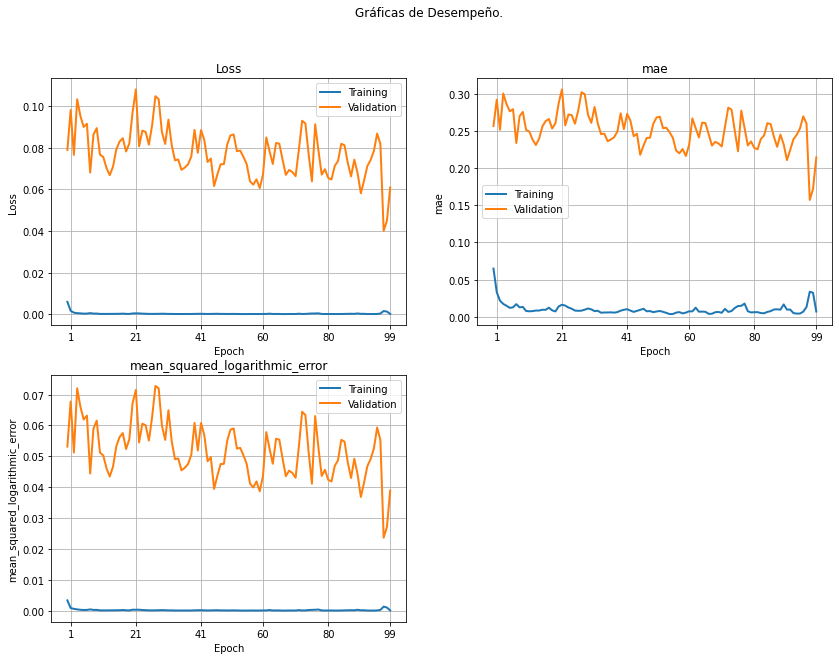 Gráficas de Desempeño.
Loss
Training
Validation
0.10
0.08
0.06
0.04
0.02
0.00
Loss
1
21
41
60
80
99
Epoch
mae
Training
Validation
0.30
0.25
0.20
0.15
0.10
0.05
0.00
mae
1
21
41
60
80
99
Epoch
mean_squared_logarithmic_error
Training
Validation
0.07
0.06
0.05
0.04
0.03
0.02
0.01
0.00
mean_squared_logarithmic_error
1
21
41
60
80
99
Epoch